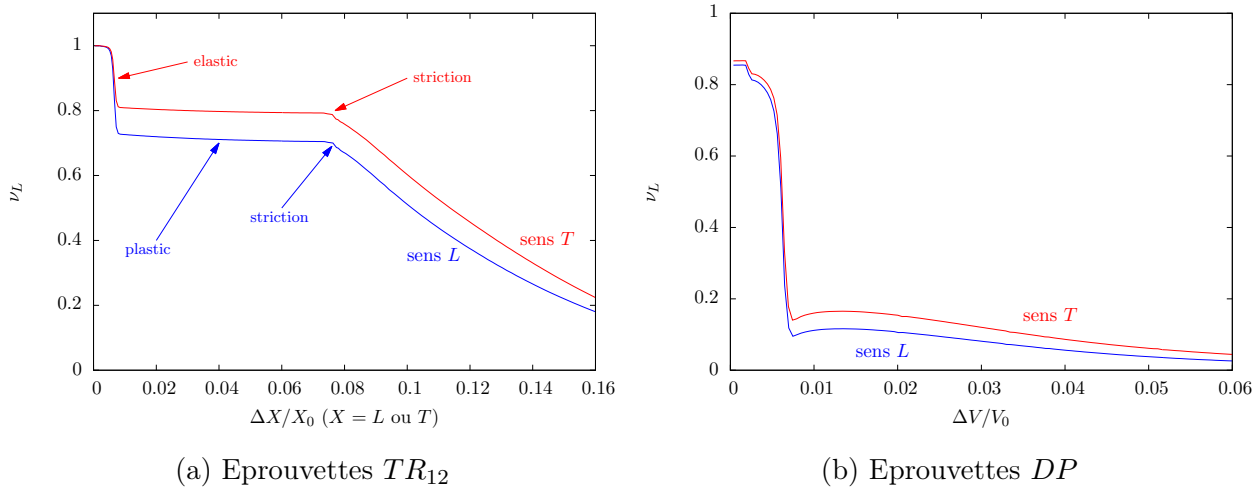 1
0.8
0.6
0.4
0.2
0
ν_L
elastic
striction
plastic
striction
sens T
sens L
0 0.02 0.04 0.06 0.08 0.1 0.12 0.14 0.16
ΔX/X_0 (X = L ou T)
(a) Eprouvettes TR_12
1
0.8
0.6
0.4
0.2
0
ν_L
sens T
sens L
0 0.01 0.02 0.03 0.04 0.05 0.06
ΔV/V_0
(b) Eprouvettes DP